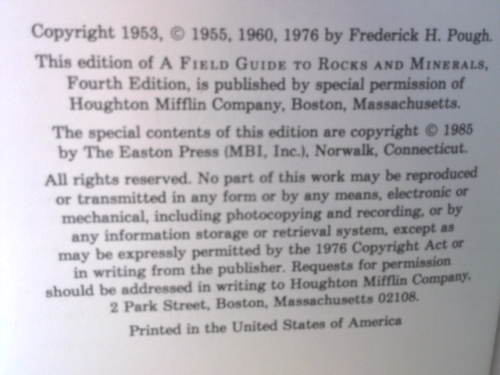 Copyright 1953, © 1955, 1960, 1976 by Frederick H. Pough.
This edition of A FIELD GUIDE TO ROCKS AND MINERALS,
Fourth Edition, is published by special permission of
Houghton Mifflin Company, Boston, Massachusetts.
The special contents of this edition are copyright © 1985
by The Easton Press (MBI, Inc.), Norwalk, Connecticut.
All rights reserved. No part of this work may be reproduced
or transmitted in any form or by any means, electronic or
mechanical, including photocopying and recording, or by
any information storage or retrieval system, except as
may be expressly permitted by the 1976 Copyright Act or
in writing from the publisher. Requests for permission
should be addressed in writing to Houghton Mifflin Company,
2 Park Street, Boston, Massachusetts 02108.
Printed in the United States of America